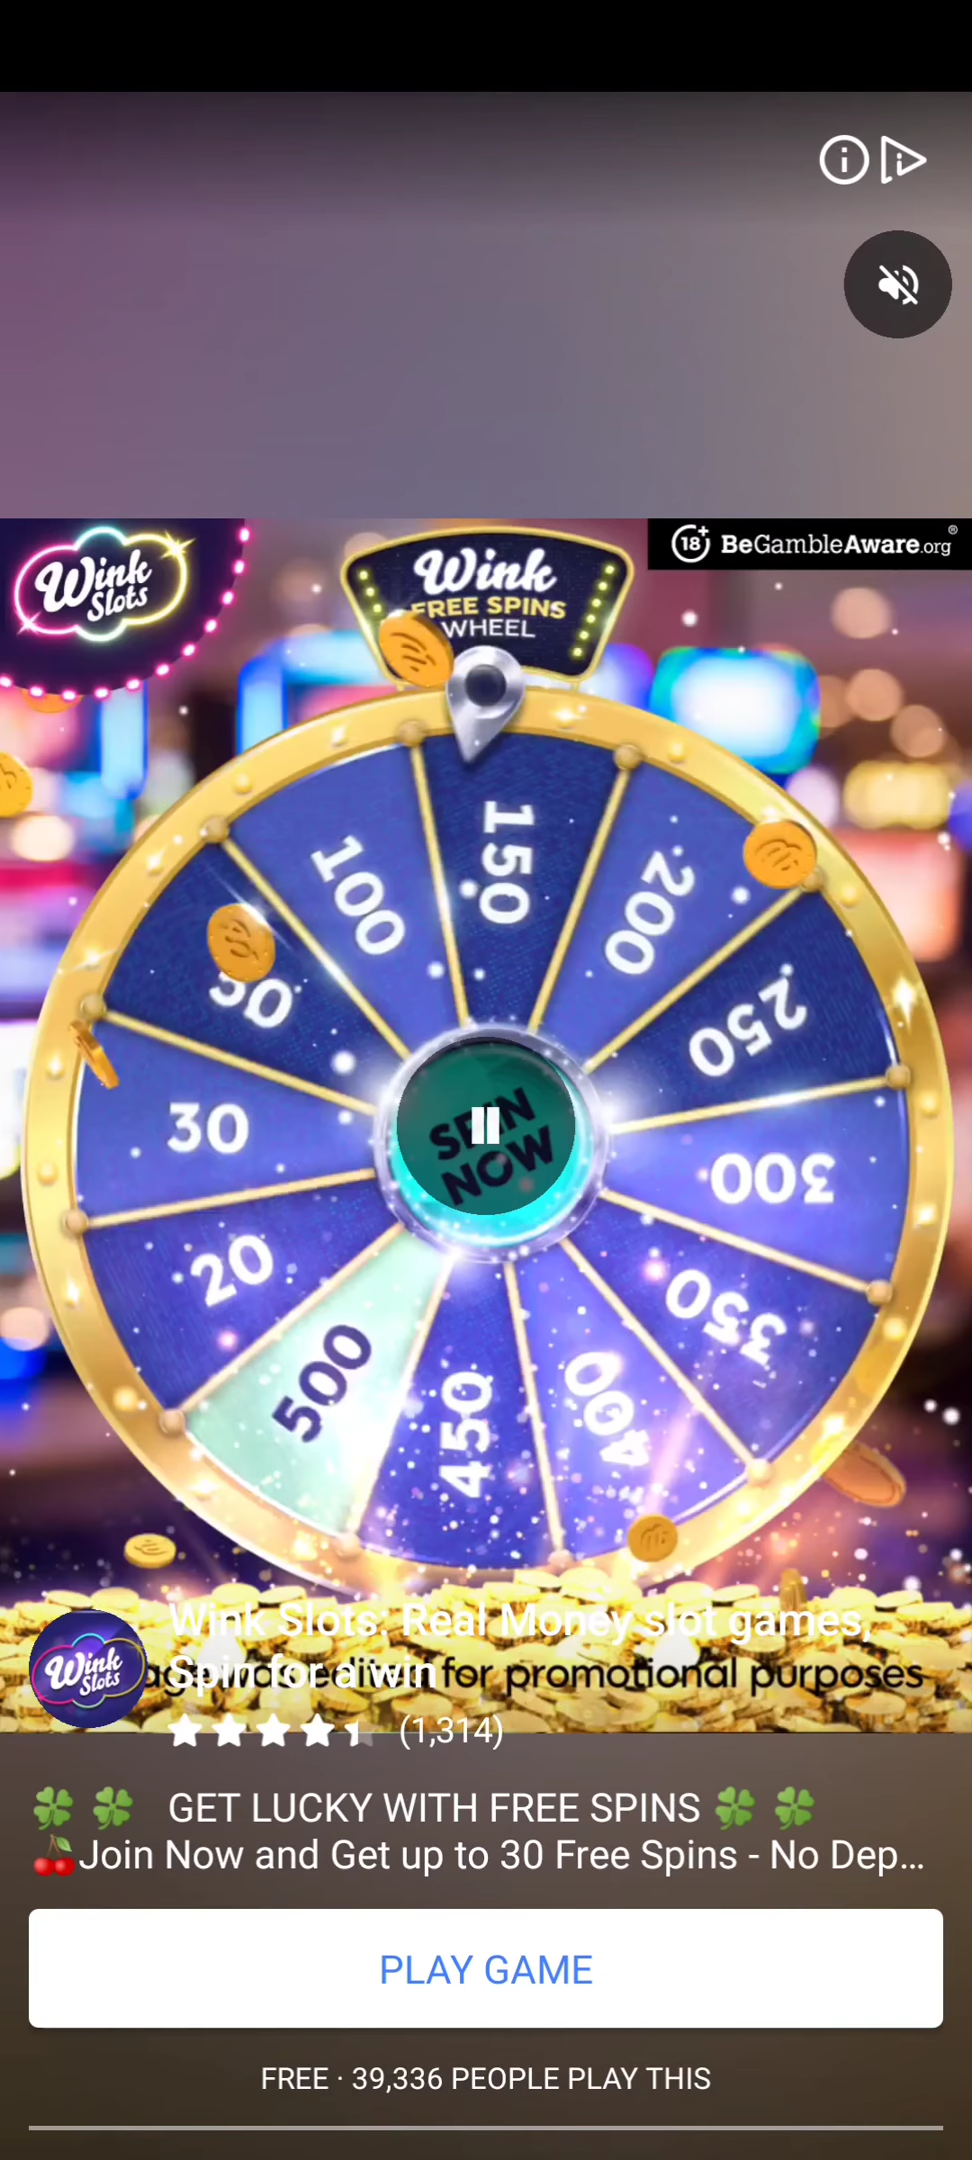 Wink
Slots
18+ BeGambleAware.org®
Wink
FREE SPINS
WHEEL
150
100
200
50
250
30
300
20
350
500
450
400
SPIN
NOW
Wink Slots: Real Money slot games,
Spin for a win
for promotional purposes
Wink
Slots
(1,314)
🍀 🍀 GET LUCKY WITH FREE SPINS 🍀 🍀
🍒Join Now and Get up to 30 Free Spins - No Dep...
PLAY GAME
FREE · 39,336 PEOPLE PLAY THIS